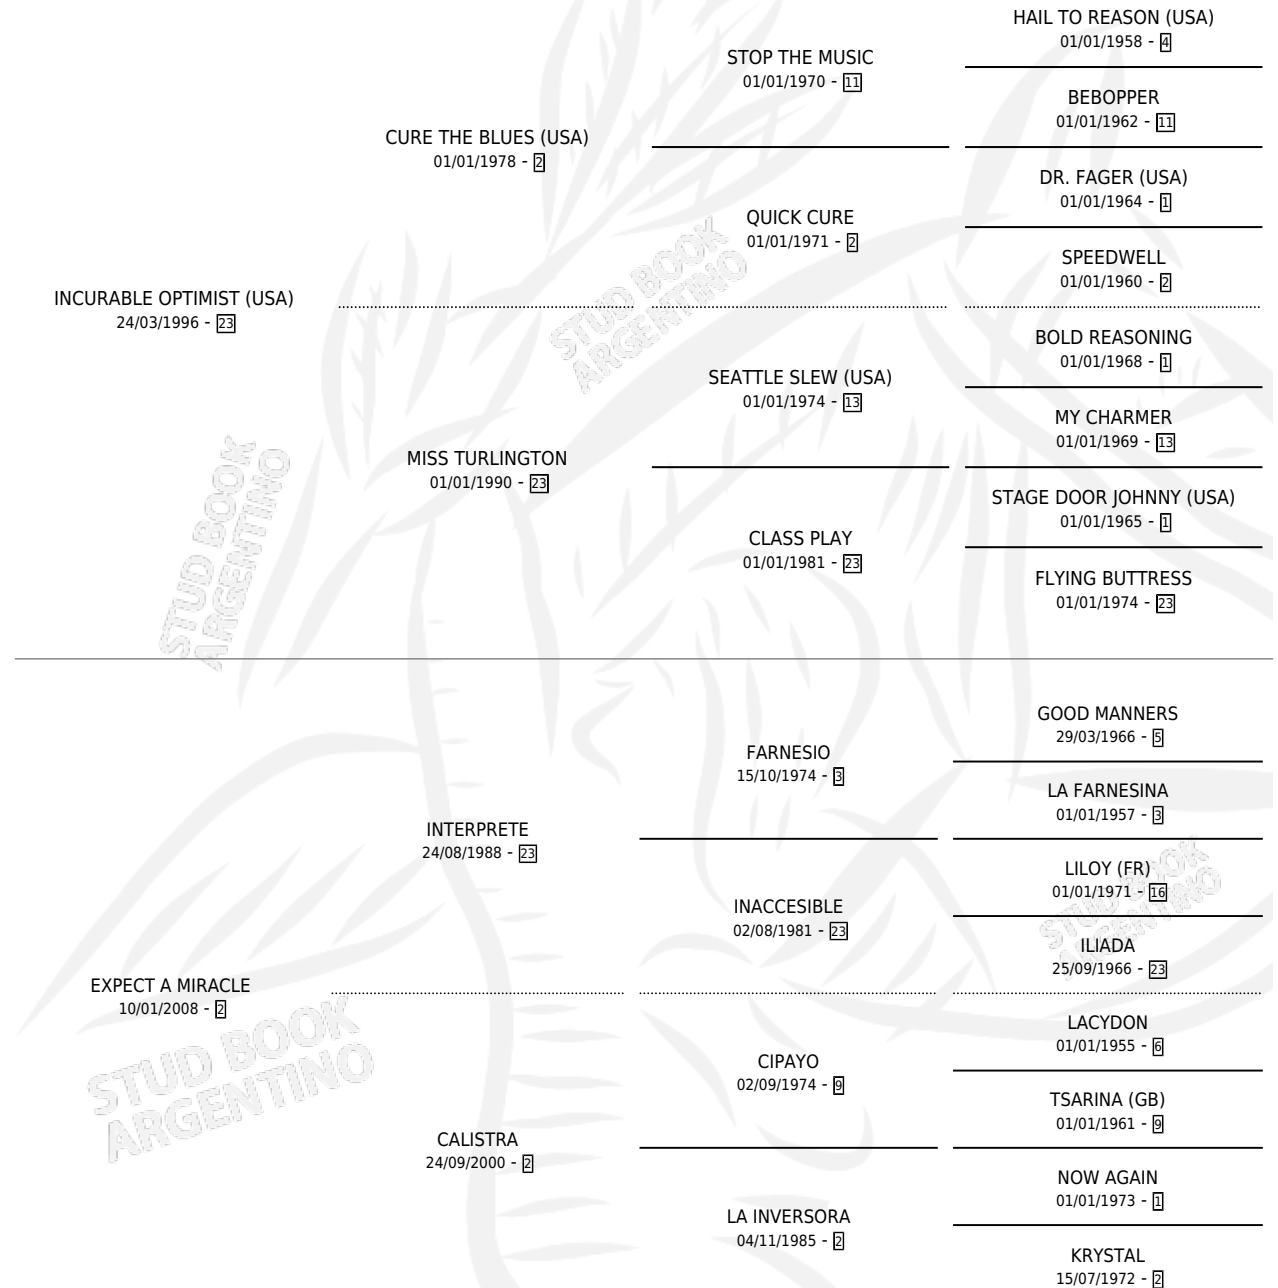 HAIL TO REASON (USA)
01/01/1958 - 4
STOP THE MUSIC
01/01/1970 - 11
BEBOPPER
01/01/1962 - 11
CURE THE BLUES (USA)
01/01/1978 - 2
DR. FAGER (USA)
01/01/1964 - 1
QUICK CURE
01/01/1971 - 2
SPEEDWELL
01/01/1960 - 2
INCURABLE OPTIMIST (USA)
24/03/1996 - 23
BOLD REASONING
01/01/1968 - 1
SEATTLE SLEW (USA)
01/01/1974 - 13
MY CHARMER
01/01/1969 - 13
MISS TURLINGTON
01/01/1990 - 23
STAGE DOOR JOHNNY (USA)
01/01/1965 - 1
CLASS PLAY
01/01/1981 - 23
FLYING BUTTRESS
01/01/1974 - 23
GOOD MANNERS
29/03/1966 - 5
FARNESIO
15/10/1974 - 3
LA FARNESINA
01/01/1957 - 3
INTERPRETE
24/08/1988 - 23
LILOY (FR)
01/01/1971 - 16
INACCESIBLE
02/08/1981 - 23
ILIADA
25/09/1966 - 23
EXPECT A MIRACLE
10/01/2008 - 2
LACYDON
01/01/1955 - 6
CIPAYO
02/09/1974 - 9
TSARINA (GB)
01/01/1961 - 9
CALISTRA
24/09/2000 - 2
NOW AGAIN
01/01/1973 - 1
LA INVERSORA
04/11/1985 - 2
KRYSTAL
15/07/1972 - 2
STUD BOOK
ARGENTINO
STUD BOOK
ARGENTINO
STUD BOOK
ARGENTINO
STUD BOOK
ARGENTINO